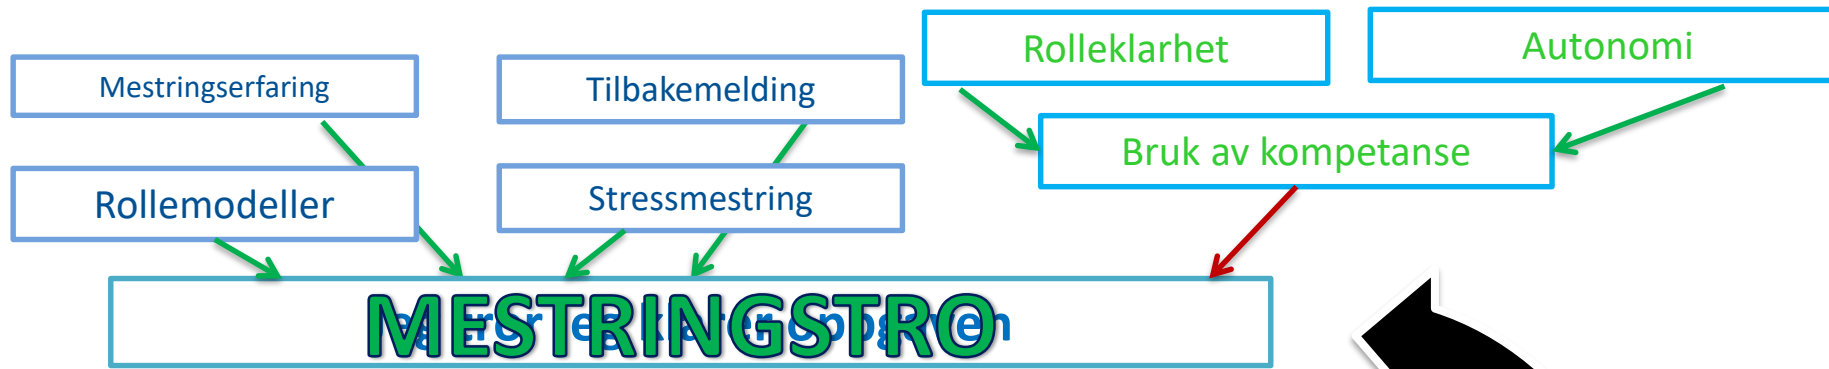 Rolleklarhet
Autonomi
Mestringserfaring
Tilbakemelding
Bruk av kompetanse
Rollemodeller
Stressmestring
MESTRINGSTRO